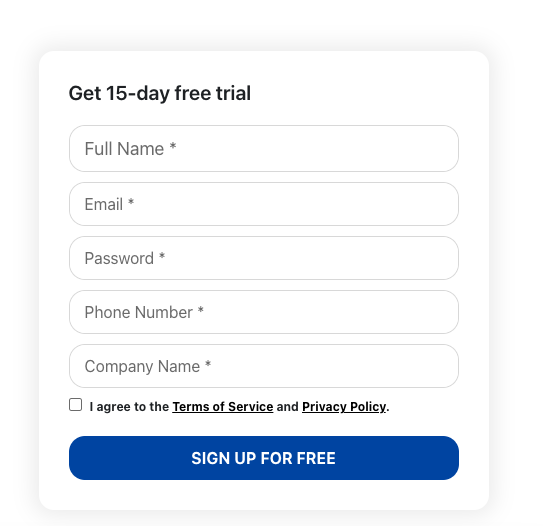 Get 15-day free trial
Full Name *
Email *
Password *
Phone Number *
Company Name *
I agree to the Terms of Service and Privacy Policy.
SIGN UP FOR FREE